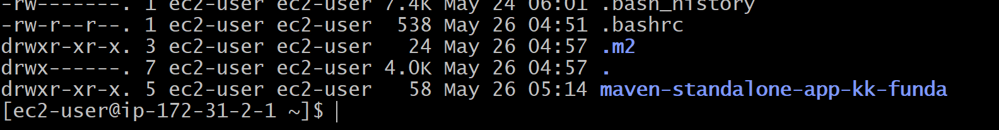 -rw-------. 1 ec2-user ec2-user 7.4K May 24 06:01 .bash_history
-rw-r--r--. 1 ec2-user ec2-user  538 May 26 04:51 .bashrc
drwxr-xr-x. 3 ec2-user ec2-user   24 May 26 04:57 .m2
drwx------. 7 ec2-user ec2-user 4.0K May 26 04:57 .
drwxr-xr-x. 5 ec2-user ec2-user   58 May 26 05:14 maven-standalone-app-kk-funda
[ec2-user@ip-172-31-2-1 ~]$